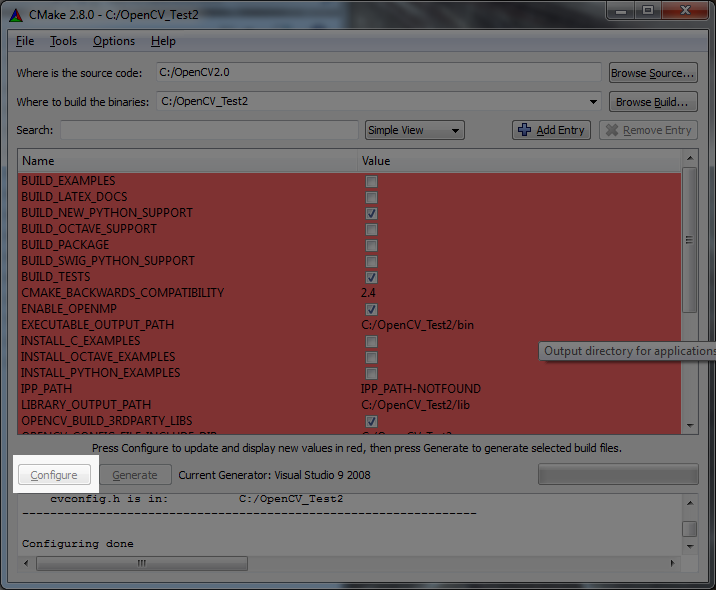 CMake 2.8.0 - C:/OpenCV_Test2
File Tools Options Help
Where is the source code: C:/OpenCV2.0 Browse Source...
Where to build the binaries: C:/OpenCV_Test2 Browse Build...
Search: Simple View Add Entry Remove Entry
Name Value
BUILD_EXAMPLES
BUILD_LATEX_DOCS
BUILD_NEW_PYTHON_SUPPORT
BUILD_OCTAVE_SUPPORT
BUILD_PACKAGE
BUILD_SWIG_PYTHON_SUPPORT
BUILD_TESTS
CMAKE_BACKWARDS_COMPATIBILITY 2.4
ENABLE_OPENMP
EXECUTABLE_OUTPUT_PATH C:/OpenCV_Test2/bin
INSTALL_C_EXAMPLES
Output directory for applications
INSTALL_OCTAVE_EXAMPLES
INSTALL_PYTHON_EXAMPLES
IPP_PATH IPP_PATH-NOTFOUND
LIBRARY_OUTPUT_PATH C:/OpenCV_Test2/lib
OPENCV_BUILD_3RDPARTY_LIBS
Press Configure to update and display new values in red, then press Generate to generate selected build files.
Configure Generate Current Generator: Visual Studio 9 2008
cvconfig.h is in: C:/OpenCV_Test2
-----------------------------------------------------------------
Configuring done